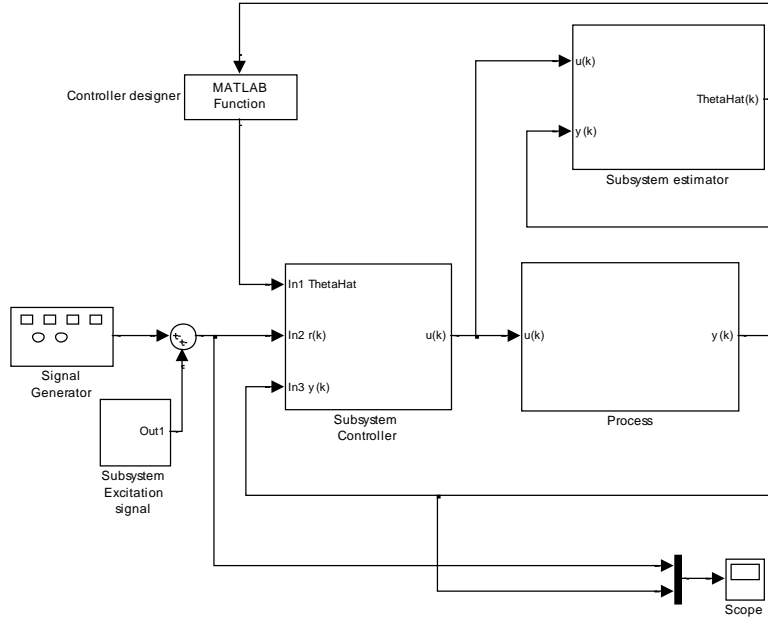 Controller designer
MATLAB
Function
u(k)
ThetaHat(k)
y(k)
Subsystem estimator
In1 ThetaHat
In2 r(k)
u(k)
In3 y(k)
Subsystem
Controller
u(k)
y(k)
Process
Signal
Generator
Out1
Subsystem
Excitation
signal
Scope